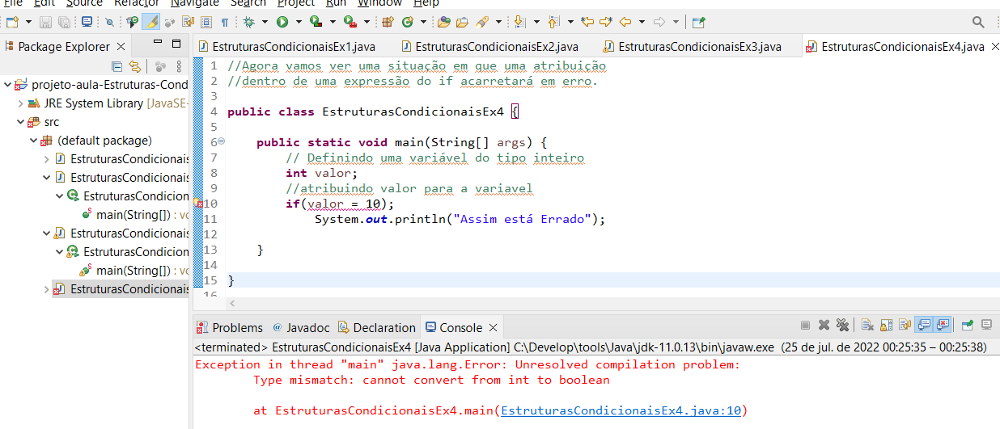 File Edit Source Refactor Navigate Search Project Run Window Help
Package Explorer
projeto-aula-Estruturas-Cond
JRE System Library [JavaSE-
src
(default package)
EstruturasCondicionais
EstruturasCondicionais
EstruturasCondicion
main(String[]) : vo
EstruturasCondicionais
EstruturasCondicion
main(String[]) : vo
EstruturasCondicionais
EstruturasCondicionaisEx1.java EstruturasCondicionaisEx2.java EstruturasCondicionaisEx3.java EstruturasCondicionaisEx4.java
1 //Agora vamos ver uma situação em que uma atribuição
2 //dentro de uma expressão do if acarretará em erro.
3
4 public class EstruturasCondicionaisEx4 {
5
6 public static void main(String[] args) {
7 // Definindo uma variável do tipo inteiro
8 int valor;
9 //atribuindo valor para a variavel
10 if(valor = 10);
11 System.out.println("Assim está Errado");
12
13 }
14
15 }
16
Problems @ Javadoc Declaration Console
<terminated> EstruturasCondicionaisEx4 [Java Application] C:\Develop\tools\Java\jdk-11.0.13\bin\javaw.exe (25 de jul. de 2022 00:25:35 – 00:25:38)
Exception in thread "main" java.lang.Error: Unresolved compilation problem:
Type mismatch: cannot convert from int to boolean
at EstruturasCondicionaisEx4.main(EstruturasCondicionaisEx4.java:10)